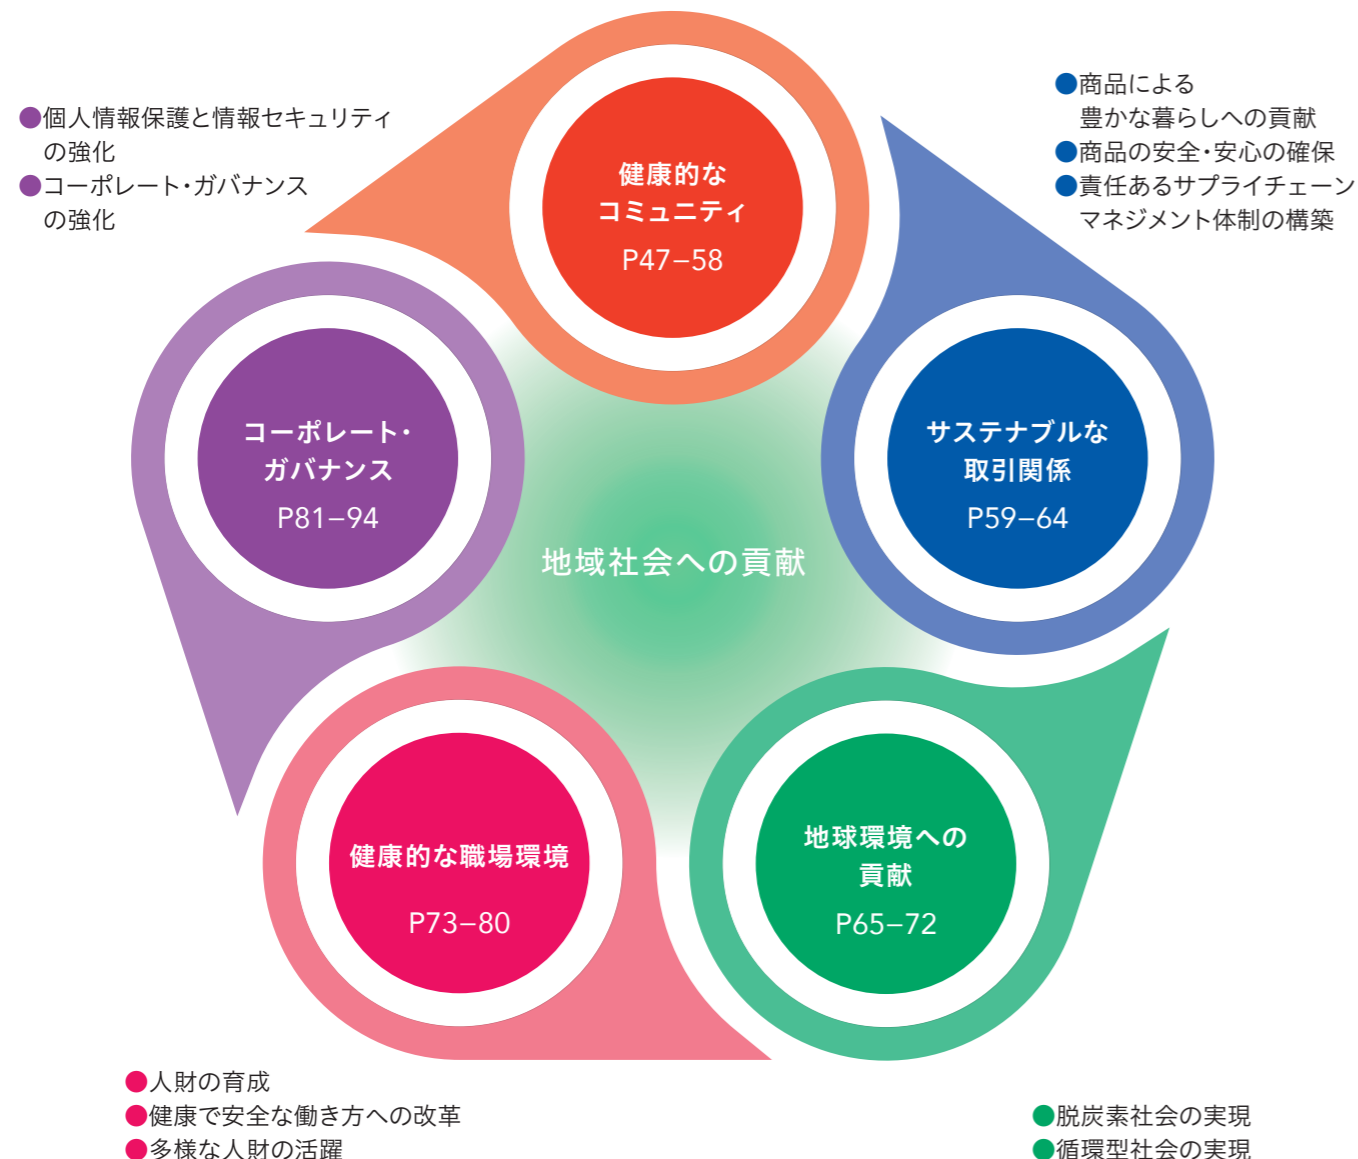 ●個人情報保護と情報セキュリティ
の強化
●コーポレート・ガバナンス
の強化
健康的な
コミュニティ
P47–58
●商品による
豊かな暮らしへの貢献
●商品の安全・安心の確保
●責任あるサプライチェーン
マネジメント体制の構築
コーポレート・
ガバナンス
P81–94
サステナブルな
取引関係
P59–64
地域社会への貢献
健康的な職場環境
P73–80
地球環境への
貢献
P65–72
●人財の育成
●健康で安全な働き方への改革
●多様な人財の活躍
●脱炭素社会の実現
●循環型社会の実現